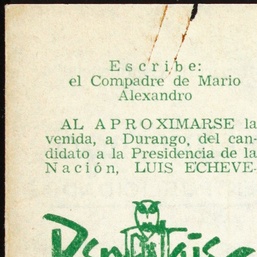 Escribe:
el Compadre de Mario
Alexandro
AL APROXIMARSE la
venida, a Durango, del can-
didato a la Presidencia de la
Nación, LUIS ECHEVE-